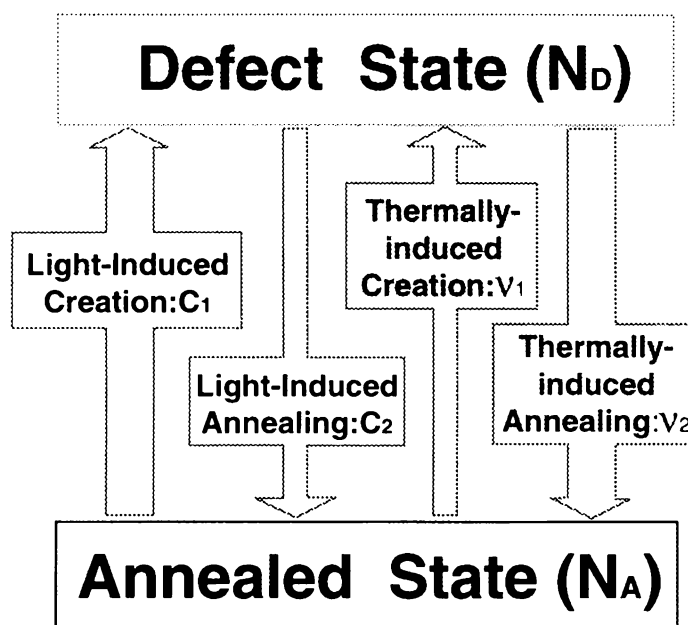 Defect State (ND)
Light-Induced
Creation:C1
Light-Induced
Annealing:C2
Thermally-
induced
Creation:ν1
Thermally-
induced
Annealing:ν2
Annealed State (NA)